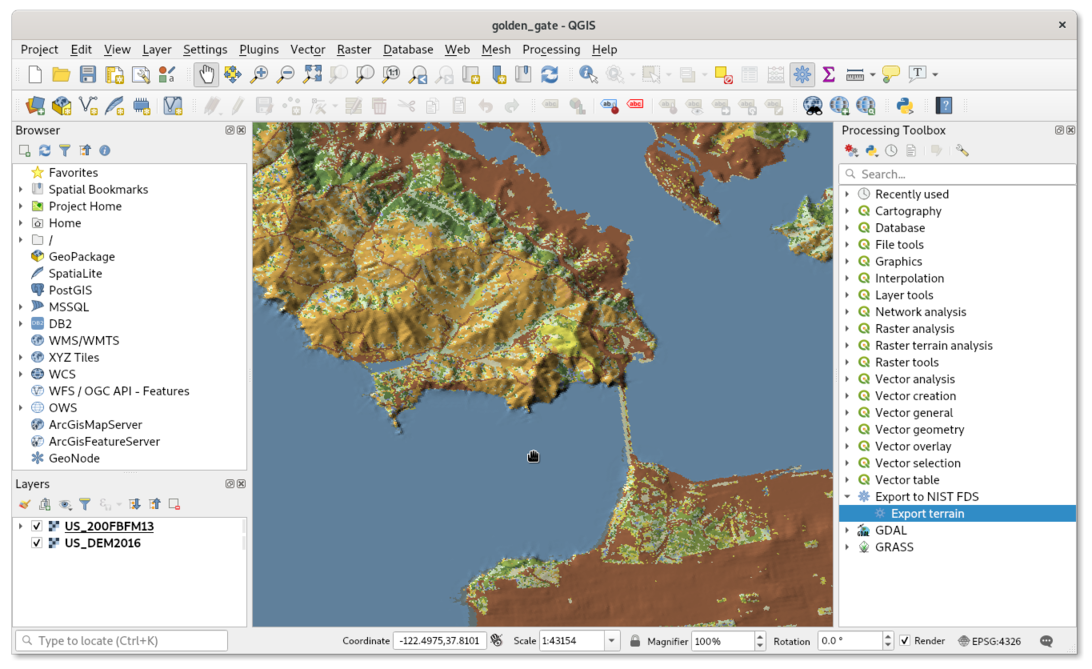 golden_gate - QGIS
Project Edit View Layer Settings Plugins Vector Raster Database Web Mesh Processing Help
Browser
Favorites
Spatial Bookmarks
Project Home
Home
/
GeoPackage
SpatiaLite
PostGIS
MSSQL
DB2
WMS/WMTS
XYZ Tiles
WCS
WFS / OGC API - Features
OWS
ArcGisMapServer
ArcGisFeatureServer
GeoNode
Layers
US_200FBFM13
US_DEM2016
Processing Toolbox
Search...
Recently used
Cartography
Database
File tools
Graphics
Interpolation
Layer tools
Network analysis
Raster analysis
Raster terrain analysis
Raster tools
Vector analysis
Vector creation
Vector general
Vector geometry
Vector overlay
Vector selection
Vector table
Export to NIST FDS
Export terrain
GDAL
GRASS
Type to locate (Ctrl+K) Coordinate -122.4975,37.8101 Scale 1:43154 Magnifier 100% Rotation 0.0 ° Render EPSG:4326